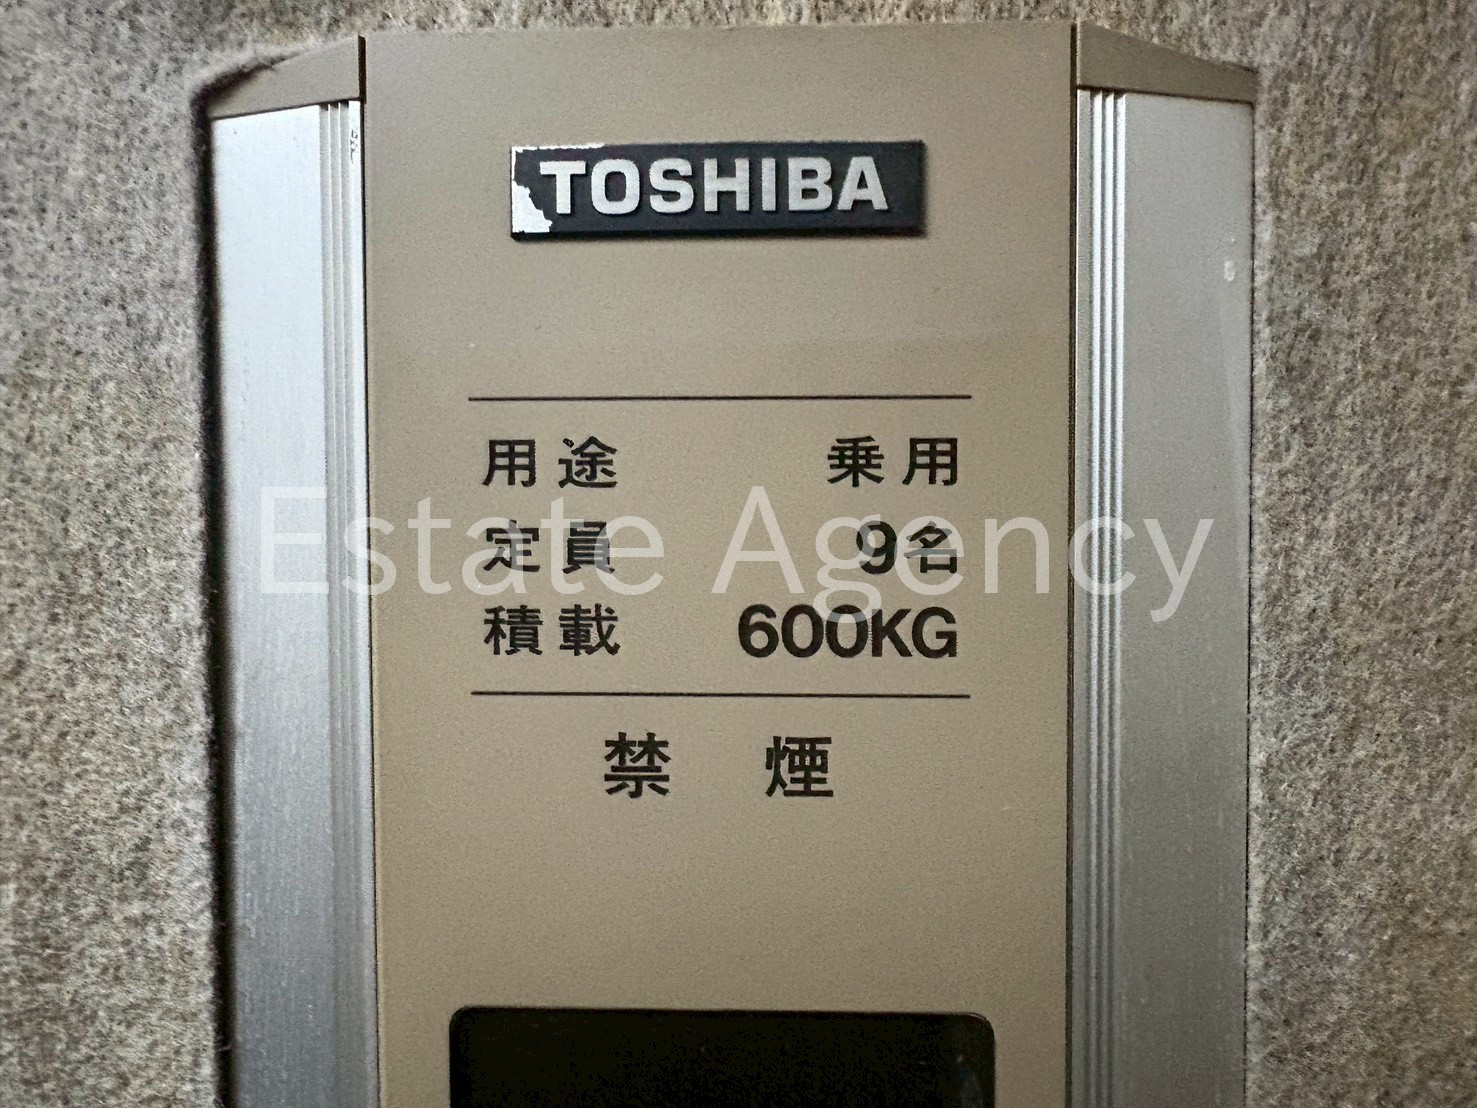 TOSHIBA
用途 乗用
定員 9名
Estate Agency
積載 600KG
禁煙